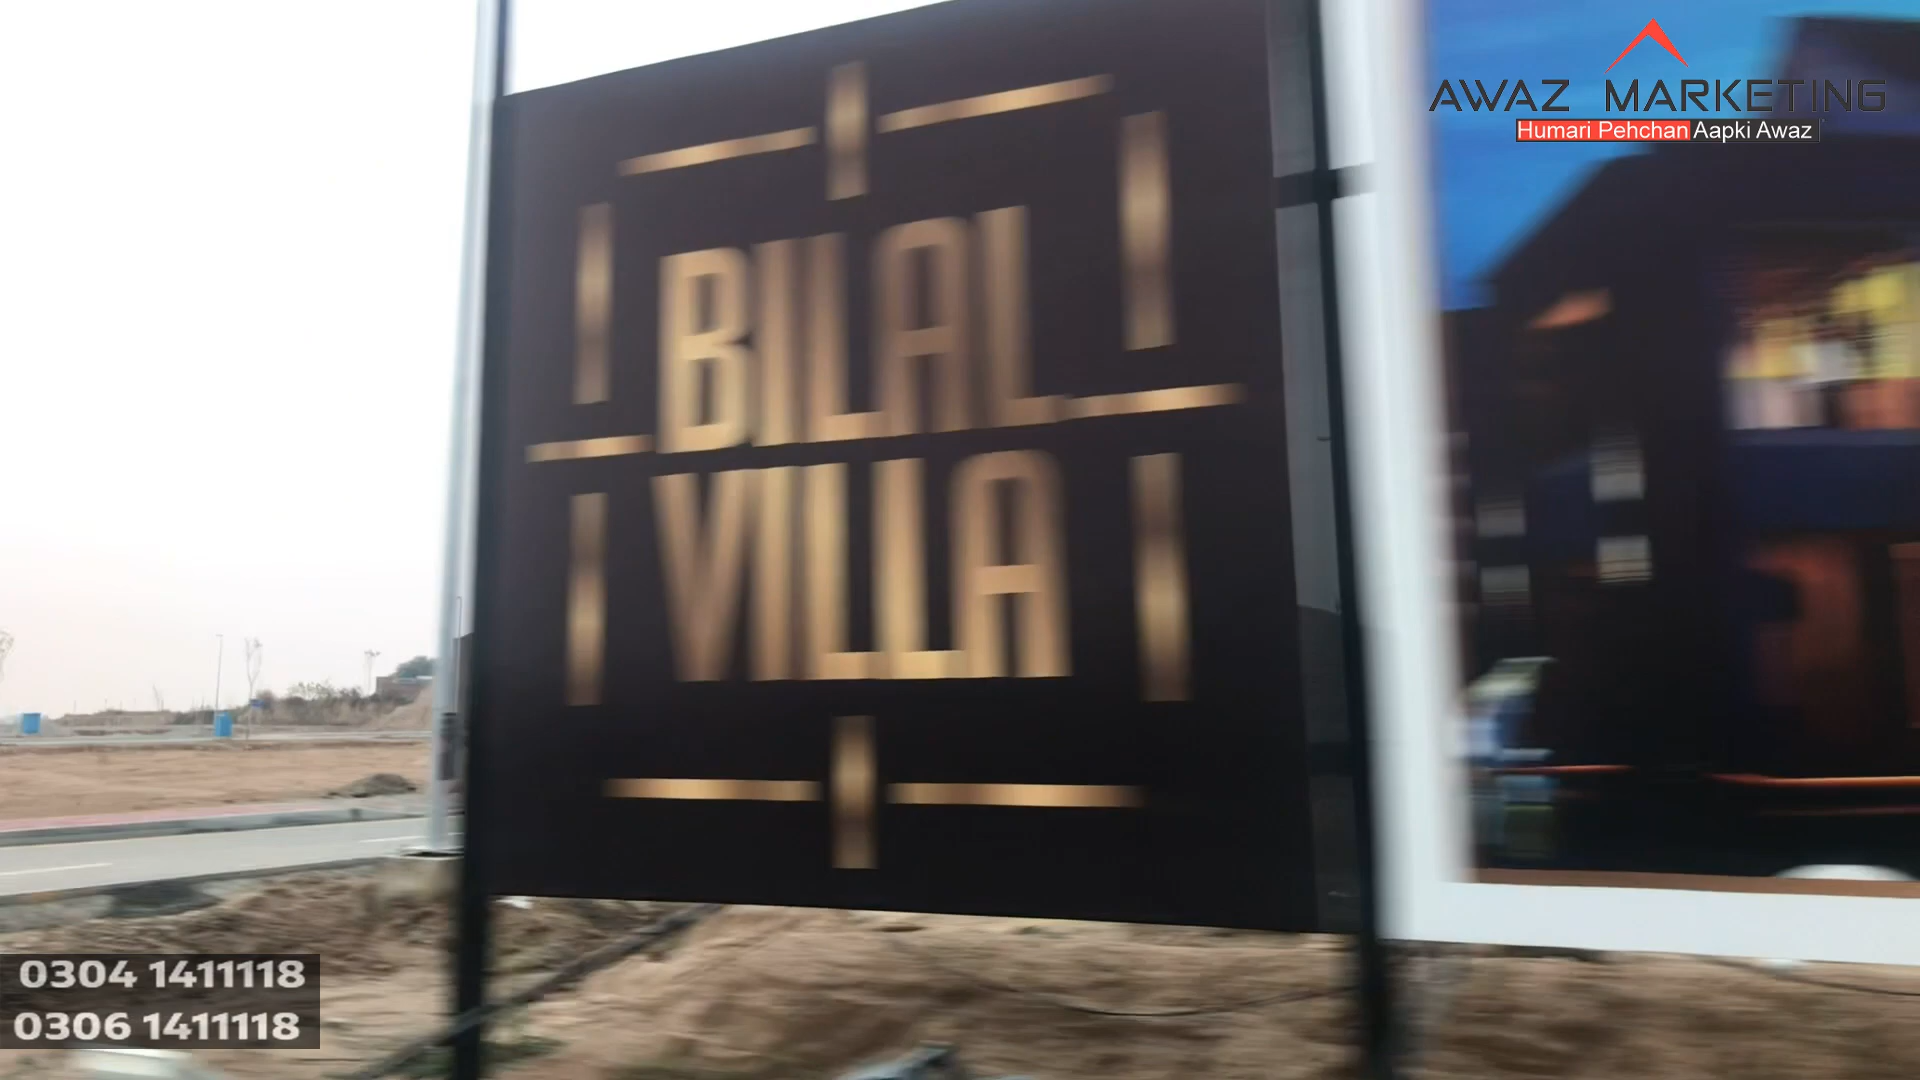 AWAZ MARKETING
Humari Pehchan Aapki Awaz
BILAL
VILLA
0304 1411118
0306 1411118